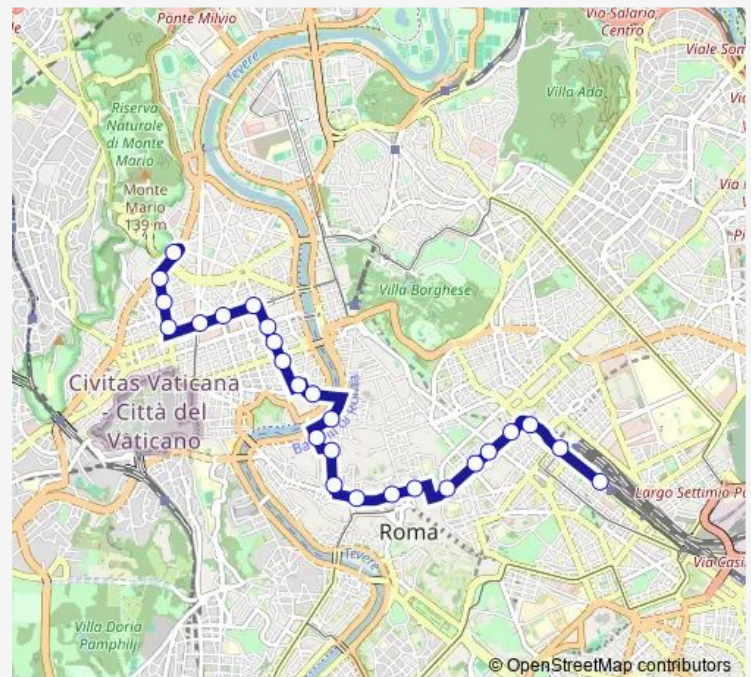 Ponte Milvio
Via Salaria
Centro
Tevere
Viale Som
Villa Ada
Riserva
Naturale
di Monte
Mario
Monte
Mario
139 m
Villa Borghese
Civitas Vaticana
- Città del
Vaticano
Largo Settimio Pu
Roma
Tevere
Via Casi
Villa Doria
Pamphilj
© OpenStreetMap contributors